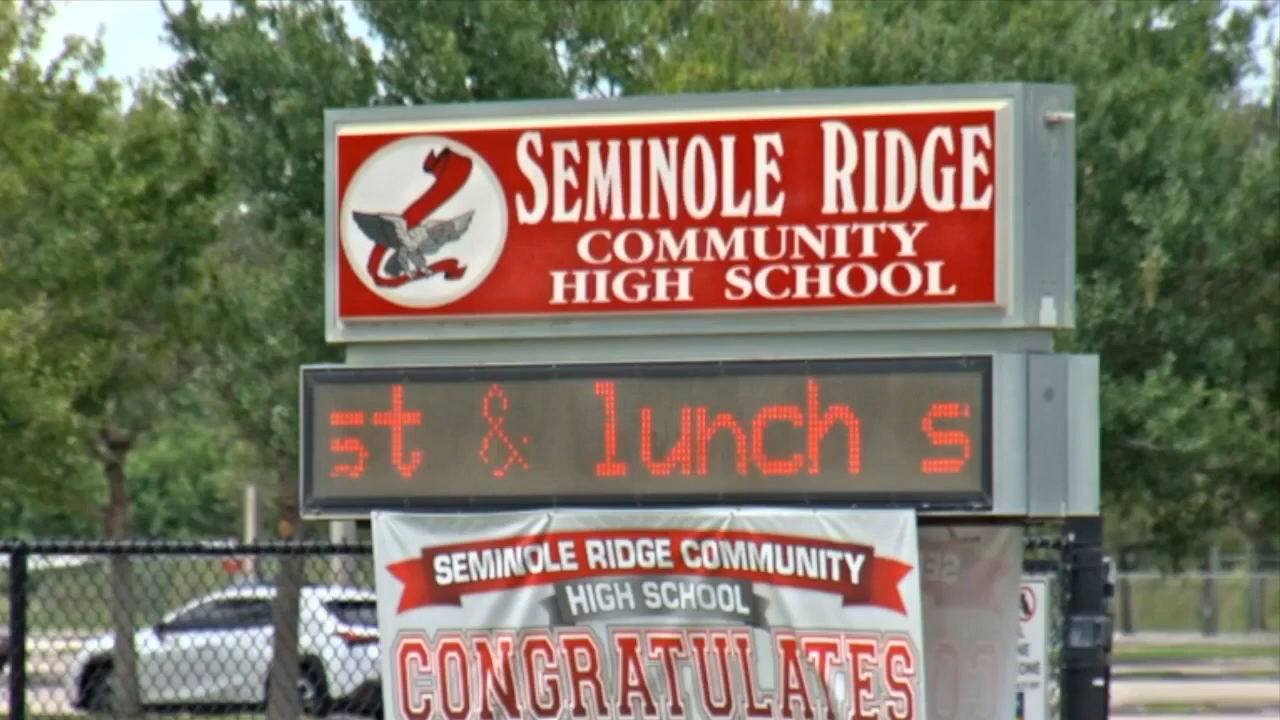 SEMINOLE RIDGE
COMMUNITY
HIGH SCHOOL
st & lunch s
SEMINOLE RIDGE COMMUNITY
HIGH SCHOOL
CONGRATULATES